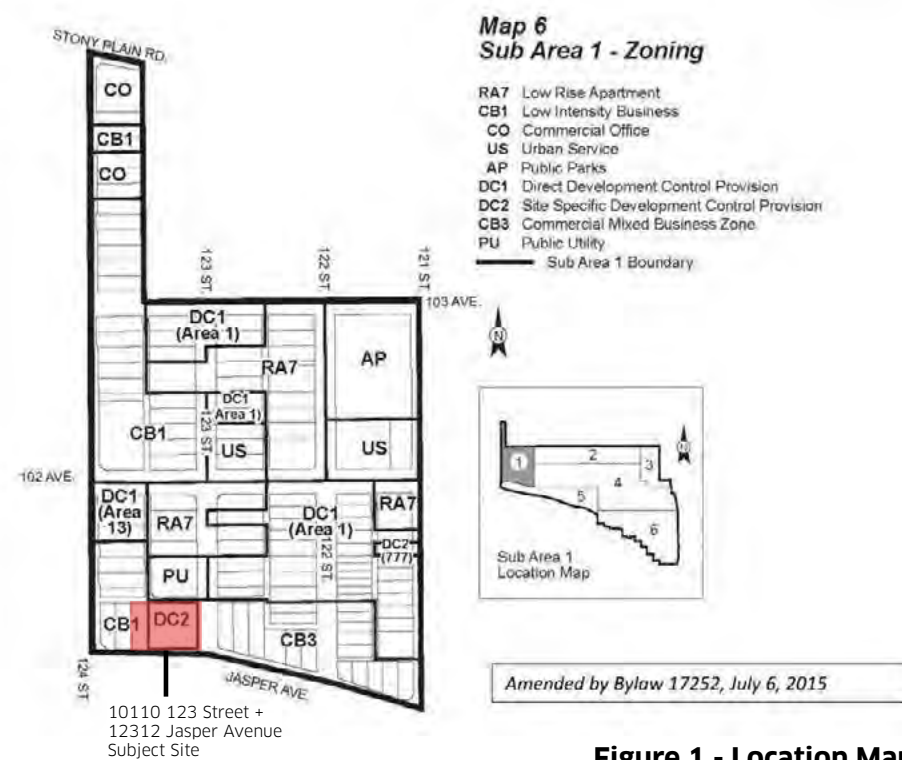 Map 6
Sub Area 1 - Zoning
RA7 Low Rise Apartment
CB1 Low Intensity Business
CO Commercial Office
US Urban Service
AP Public Parks
DC1 Direct Development Control Provision
DC2 Site Specific Development Control Provision
CB3 Commercial Mixed Business Zone
PU Public Utility
Sub Area 1 Boundary
STONY PLAIN RD.
CO
CB1
CO
123 ST.
122 ST.
121 ST.
103 AVE.
N
DC1
(Area 1)
RA7
AP
DC1
Area 1)
CB1
123 ST.
US
US
102 AVE.
DC1
(Area
13)
RA7
DC1
(Area 1)
RA7
122 ST.
DC2
(777)
PU
CB1
DC2
CB3
124 ST.
JASPER AVE
10110 123 Street +
12312 Jasper Avenue
Subject Site
1
2
3
4
5
6
N
Sub Area 1
Location Map
Amended by Bylaw 17252, July 6, 2015
Figure 1 - Location Map